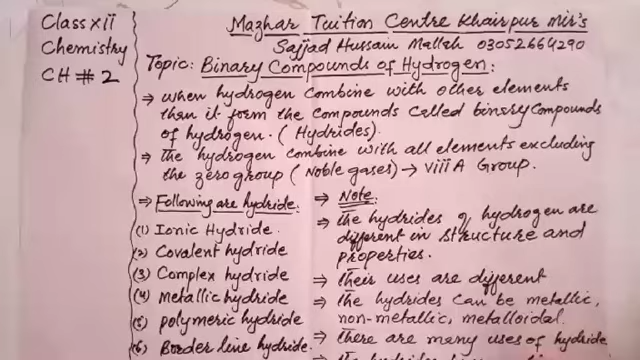 Class XII
Chemistry
CH # 2
Mazhar Tuition Centre Khairpur mir's
Sajjad Hussain Mallah 03052664290
Topic: Binary Compounds of Hydrogen:
⇒ when hydrogen combine with other elements
than it form the compounds called binary compounds
of hydrogen. (Hydrides).
⇒ the hydrogen combine with all elements excluding
the zero group (Noble gases) → VIII A Group.
⇒ Following are hydride:
(1) Ionic Hydride.
(2) Covalent hydride
(3) Complex hydride
(4) Metallic hydride
(5) polymeric hydride
(6) Border line hydride.
⇒ Note:
⇒ the hydrides of hydrogen are
different in structure and
properties.
⇒ their uses are different
⇒ the hydrides can be metallic,
non-metallic, metalloidal.
⇒ there are many uses of hydride